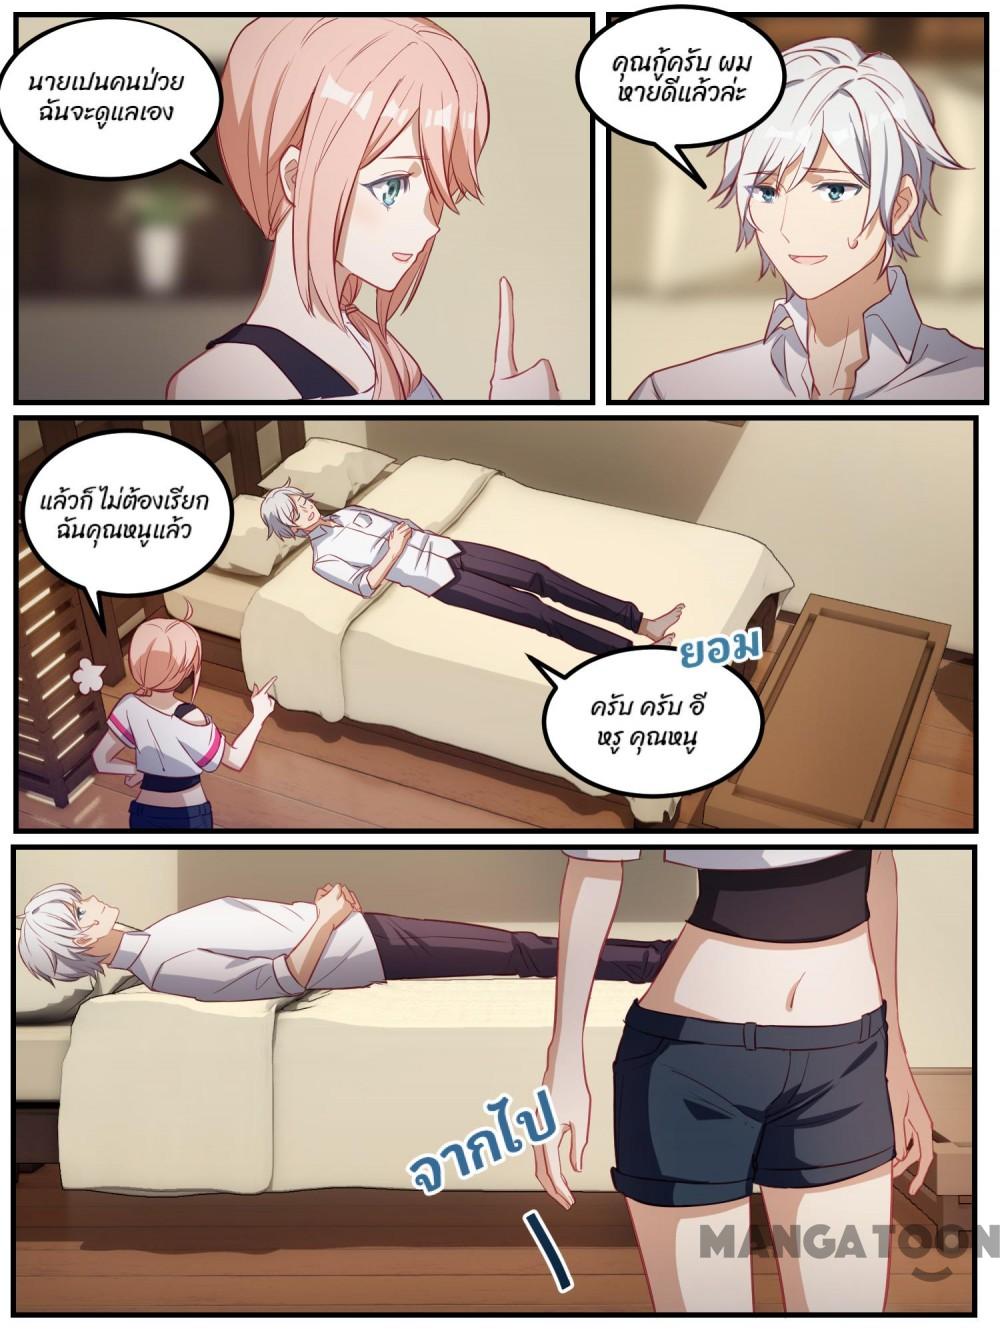 นายเปนคนป่วย
ฉันจะดูแลเอง
คุณกู้ครับ ผม
หายดีแล้วล่ะ
แล้วก็ ไม่ต้องเรียก
ฉันคุณหนูแล้ว
ยอม
ครับ ครับ อี
หรู คุณหนู
จากไป
MANGATOON